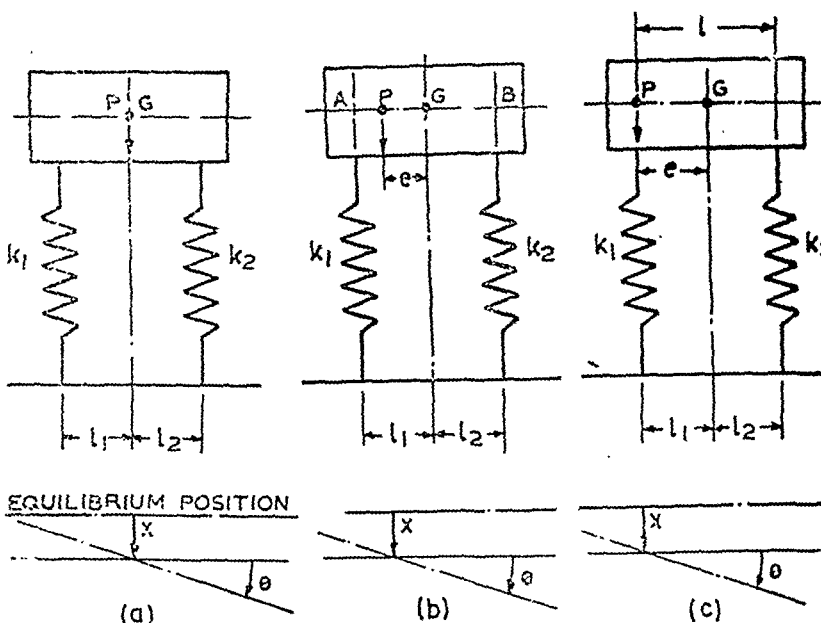 l
P G
A P G B
P G
e
e
k₁ k₂
k₁ k₂
k₁
l₁ l₂
l₁ l₂
l₁ l₂
EQUILIBRIUM POSITION
X θ
X θ
X θ
(a) (b) (c)